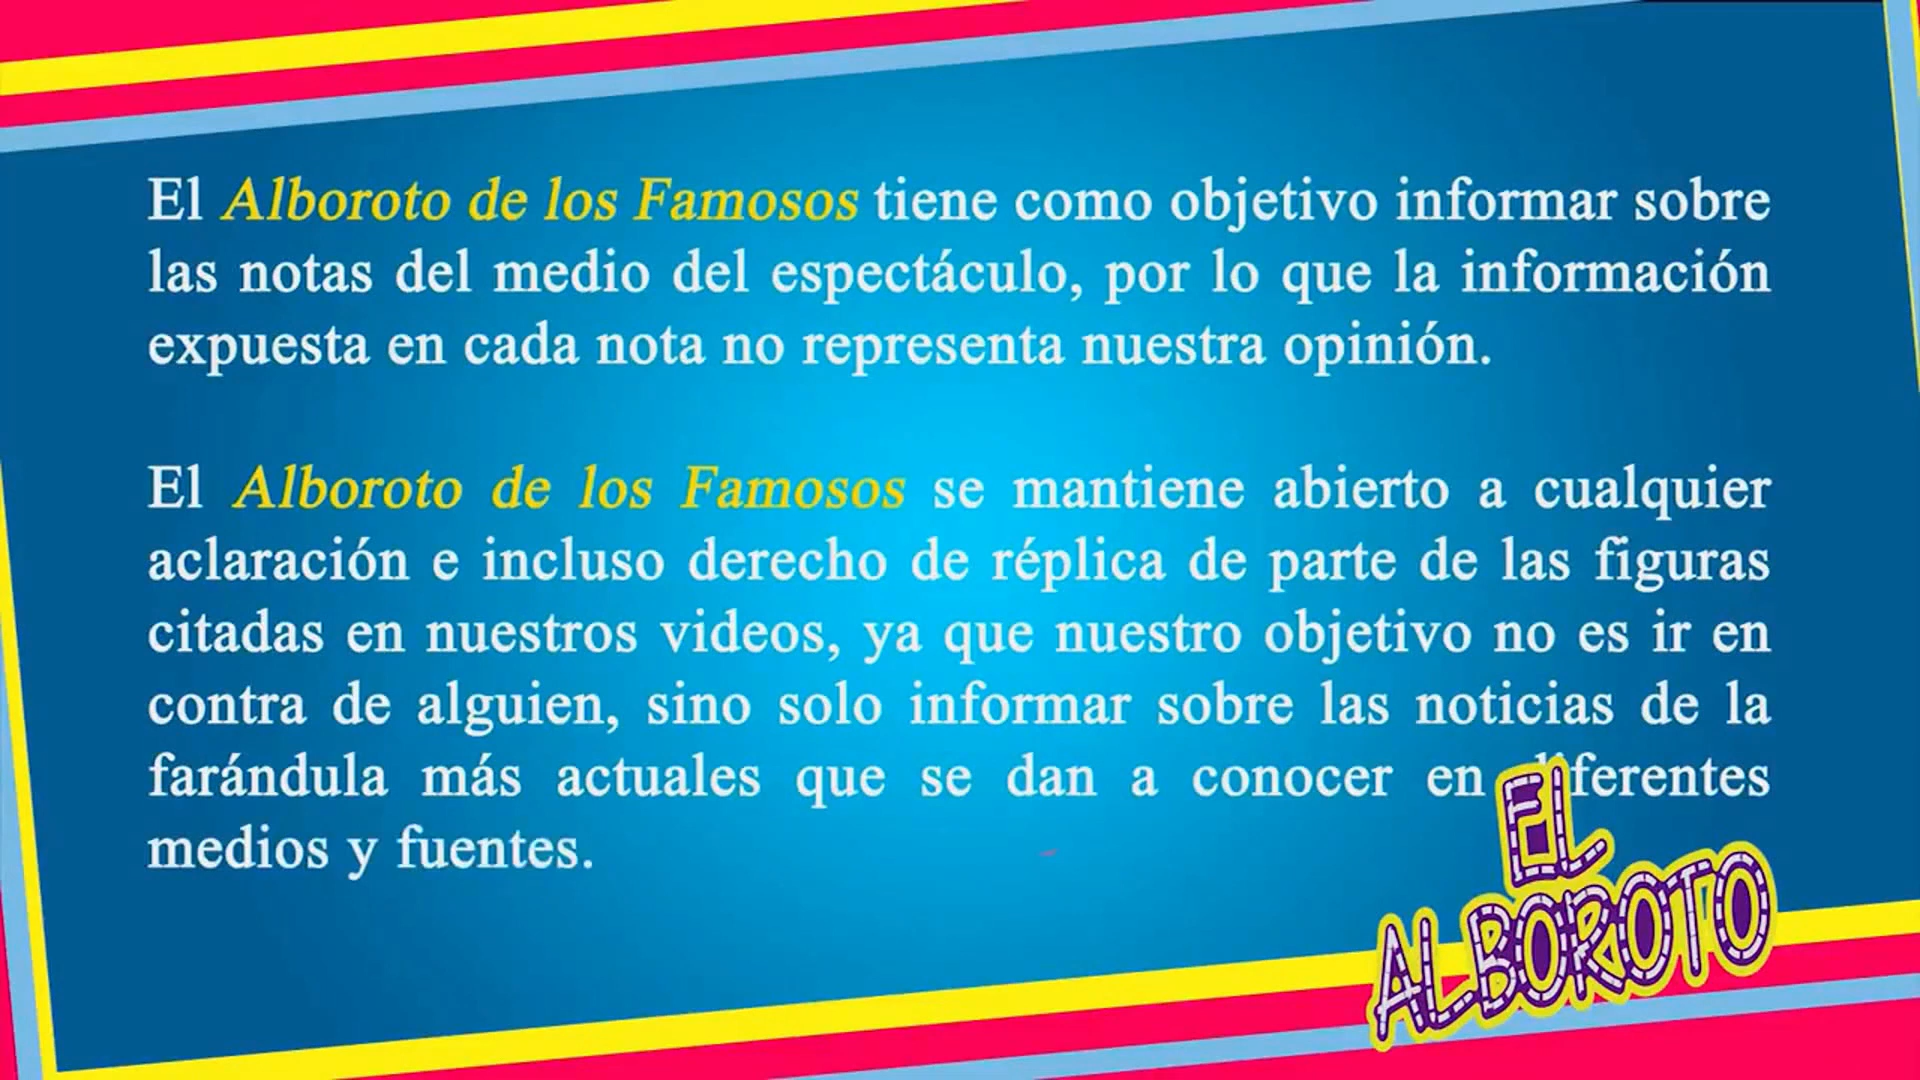 El Alboroto de los Famosos tiene como objetivo informar sobre
las notas del medio del espectáculo, por lo que la información
expuesta en cada nota no representa nuestra opinión.
El Alboroto de los Famosos se mantiene abierto a cualquier
aclaración e incluso derecho de réplica de parte de las figuras
citadas en nuestros videos, ya que nuestro objetivo no es ir en
contra de alguien, sino solo informar sobre las noticias de la
farándula más actuales que se dan a conocer en diferentes
medios y fuentes.
EL
ALBOROTO